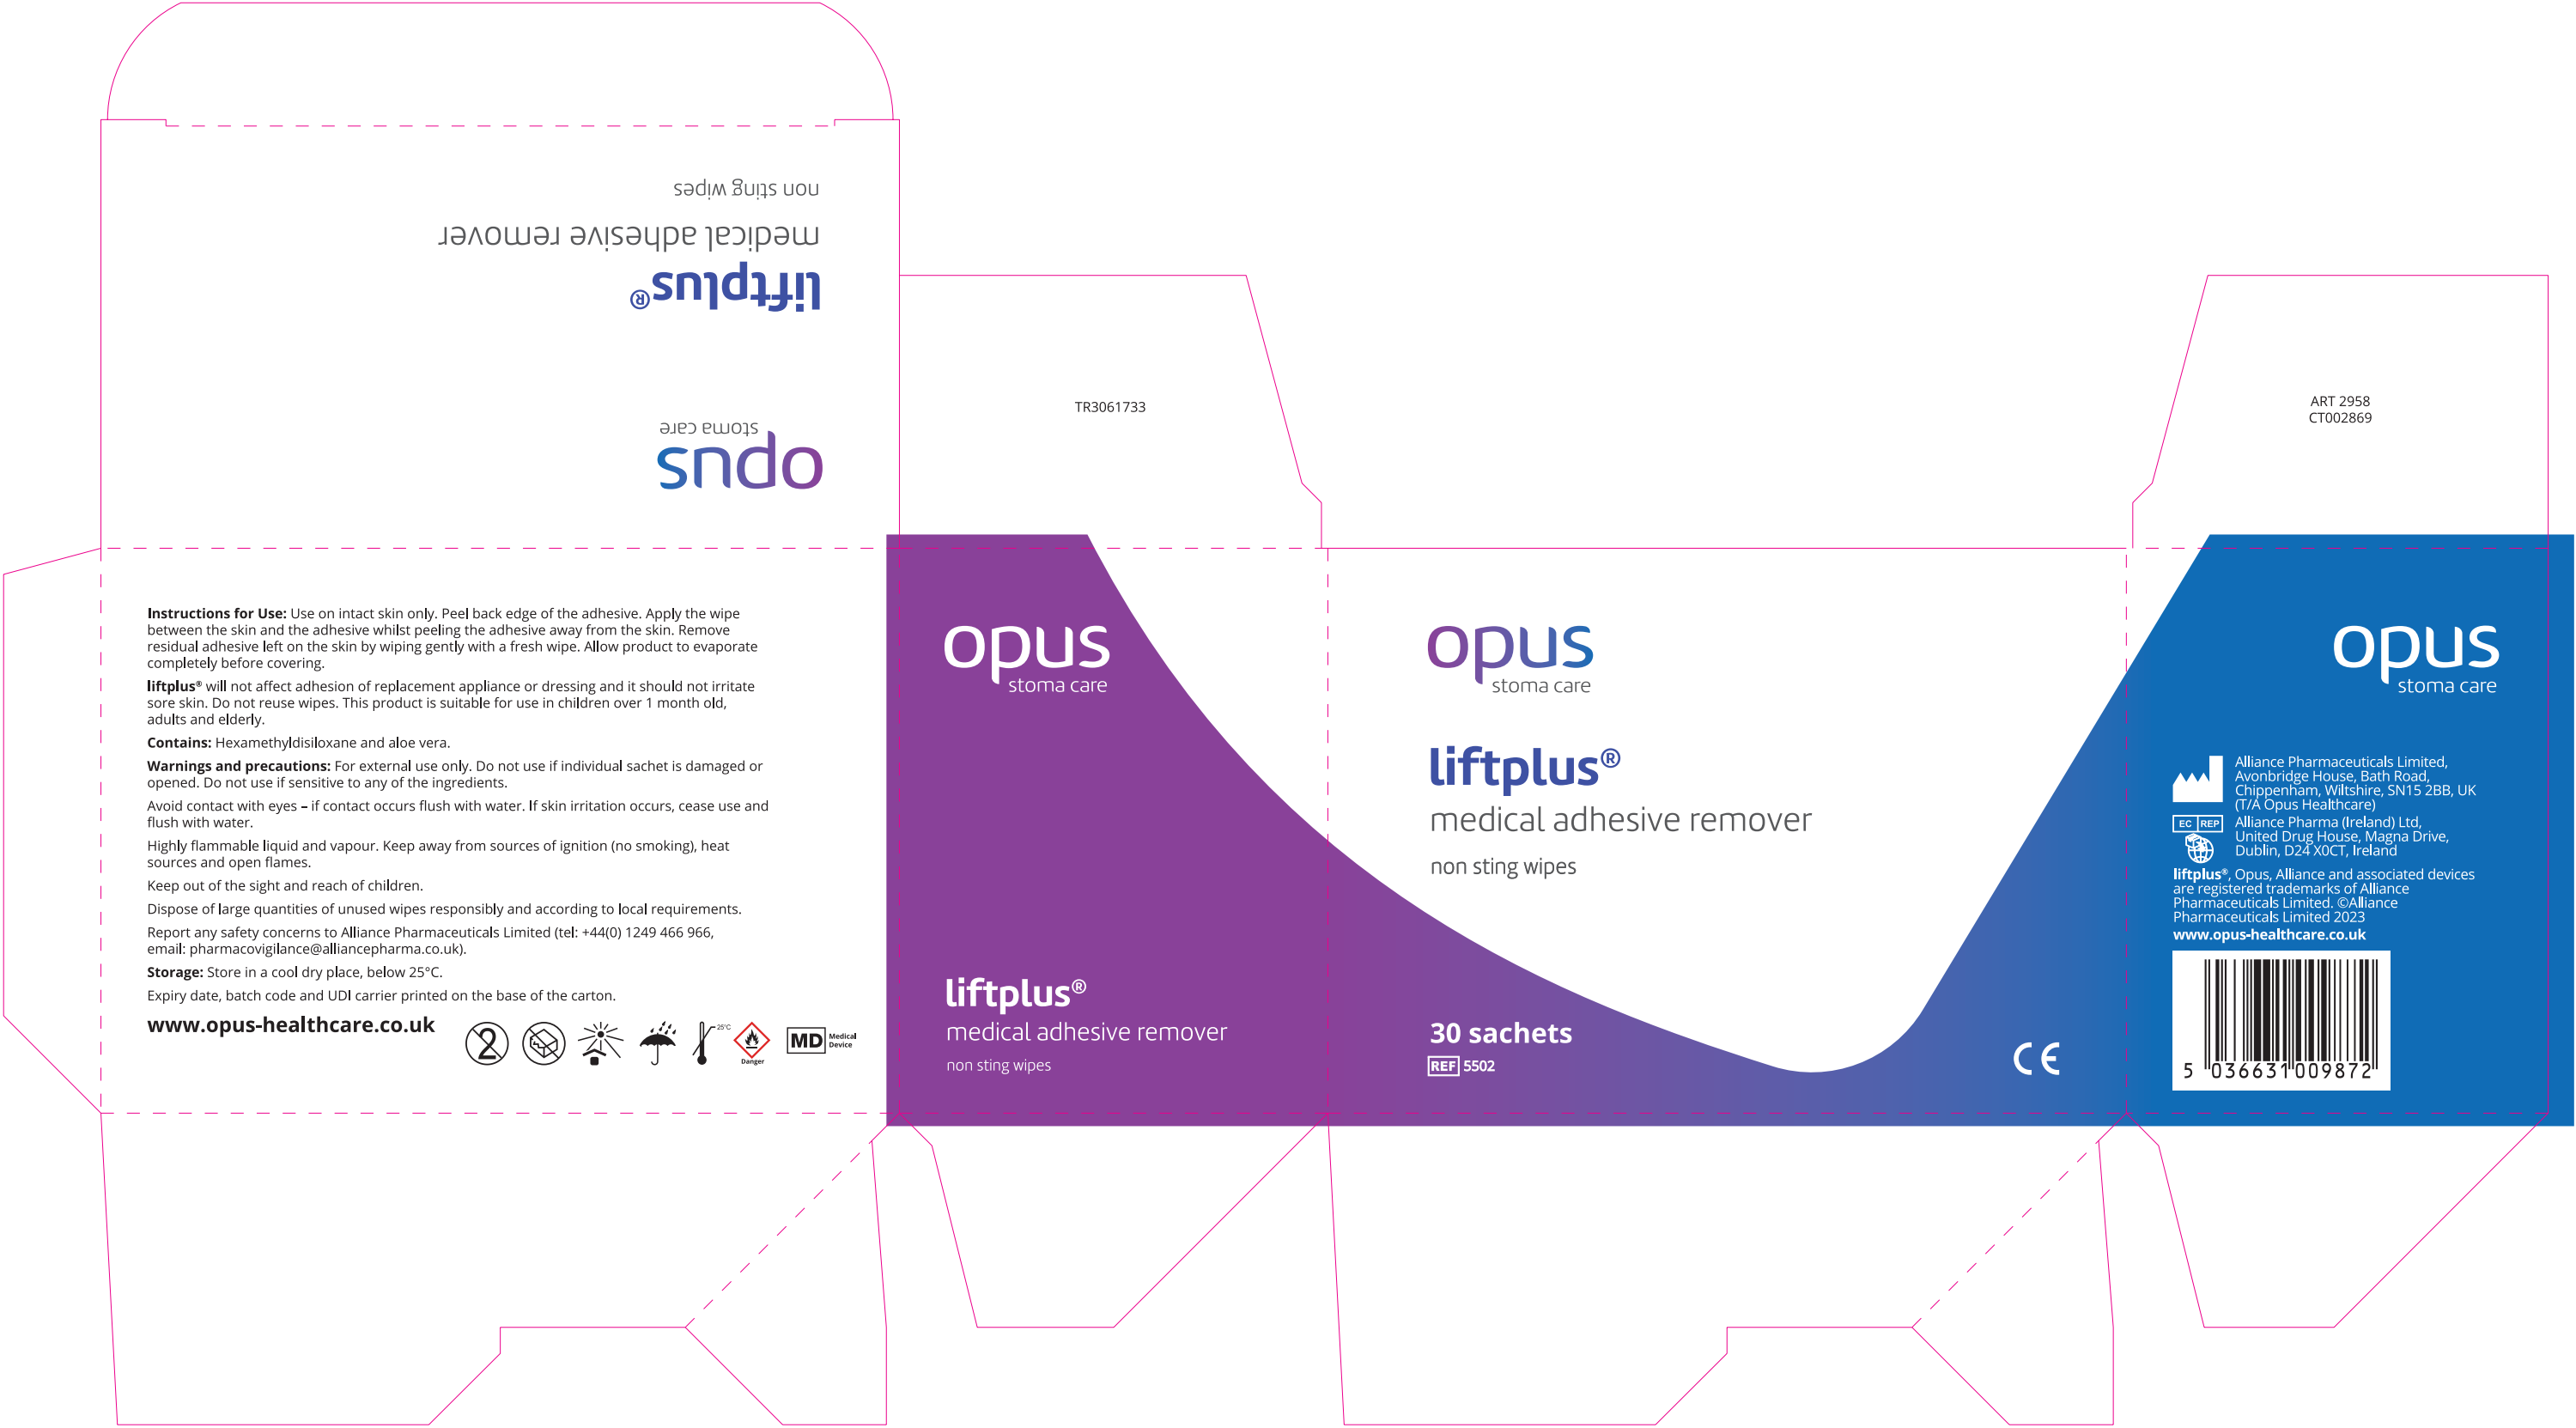 non sting wipes
medical adhesive remover
liftplus®
stoma care
opus
TR3061733
ART 2958
CT002869
Instructions for Use: Use on intact skin only. Peel back edge of the adhesive. Apply the wipe
between the skin and the adhesive whilst peeling the adhesive away from the skin. Remove
residual adhesive left on the skin by wiping gently with a fresh wipe. Allow product to evaporate
completely before covering.
liftplus® will not affect adhesion of replacement appliance or dressing and it should not irritate
sore skin. Do not reuse wipes. This product is suitable for use in children over 1 month old,
adults and elderly.
Contains: Hexamethyldisiloxane and aloe vera.
Warnings and precautions: For external use only. Do not use if individual sachet is damaged or
opened. Do not use if sensitive to any of the ingredients.
Avoid contact with eyes – if contact occurs flush with water. If skin irritation occurs, cease use and
flush with water.
Highly flammable liquid and vapour. Keep away from sources of ignition (no smoking), heat
sources and open flames.
Keep out of the sight and reach of children.
Dispose of large quantities of unused wipes responsibly and according to local requirements.
Report any safety concerns to Alliance Pharmaceuticals Limited (tel: +44(0) 1249 466 966,
email: pharmacovigilance@alliancepharma.co.uk).
Storage: Store in a cool dry place, below 25°C.
Expiry date, batch code and UDI carrier printed on the base of the carton.
www.opus-healthcare.co.uk
2
25°C
Danger
MD Medical
Device
opus
stoma care
liftplus®
medical adhesive remover
non sting wipes
opus
stoma care
liftplus®
medical adhesive remover
non sting wipes
30 sachets
REF 5502
CE
opus
stoma care
Alliance Pharmaceuticals Limited,
Avonbridge House, Bath Road,
Chippenham, Wiltshire, SN15 2BB, UK
(T/A Opus Healthcare)
EC REP Alliance Pharma (Ireland) Ltd,
United Drug House, Magna Drive,
Dublin, D24 X0CT, Ireland
liftplus®, Opus, Alliance and associated devices
are registered trademarks of Alliance
Pharmaceuticals Limited. ©Alliance
Pharmaceuticals Limited 2023
www.opus-healthcare.co.uk
5 036631 009872